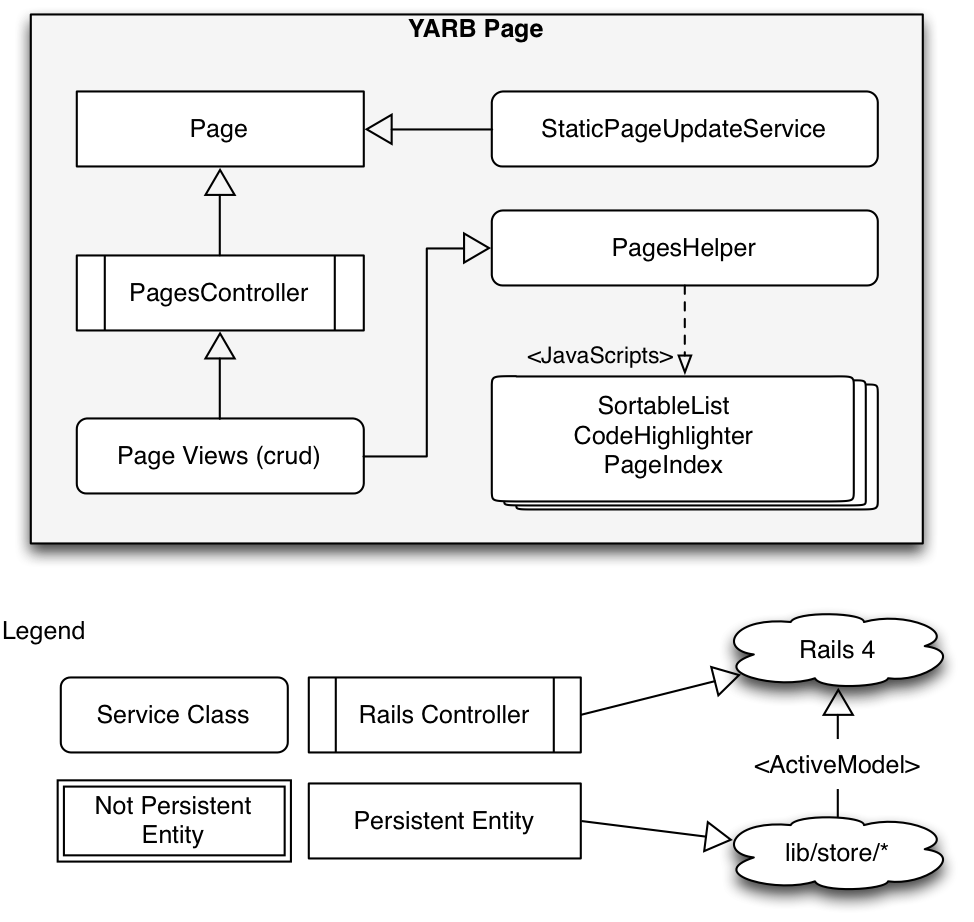 YARB Page
Page
StaticPageUpdateService
PagesHelper
PagesController
<JavaScripts>
SortableList
CodeHighlighter
PageIndex
Page Views (crud)
Legend
Rails 4
Service Class
Rails Controller
<ActiveModel>
Not Persistent
Entity
Persistent Entity
lib/store/*